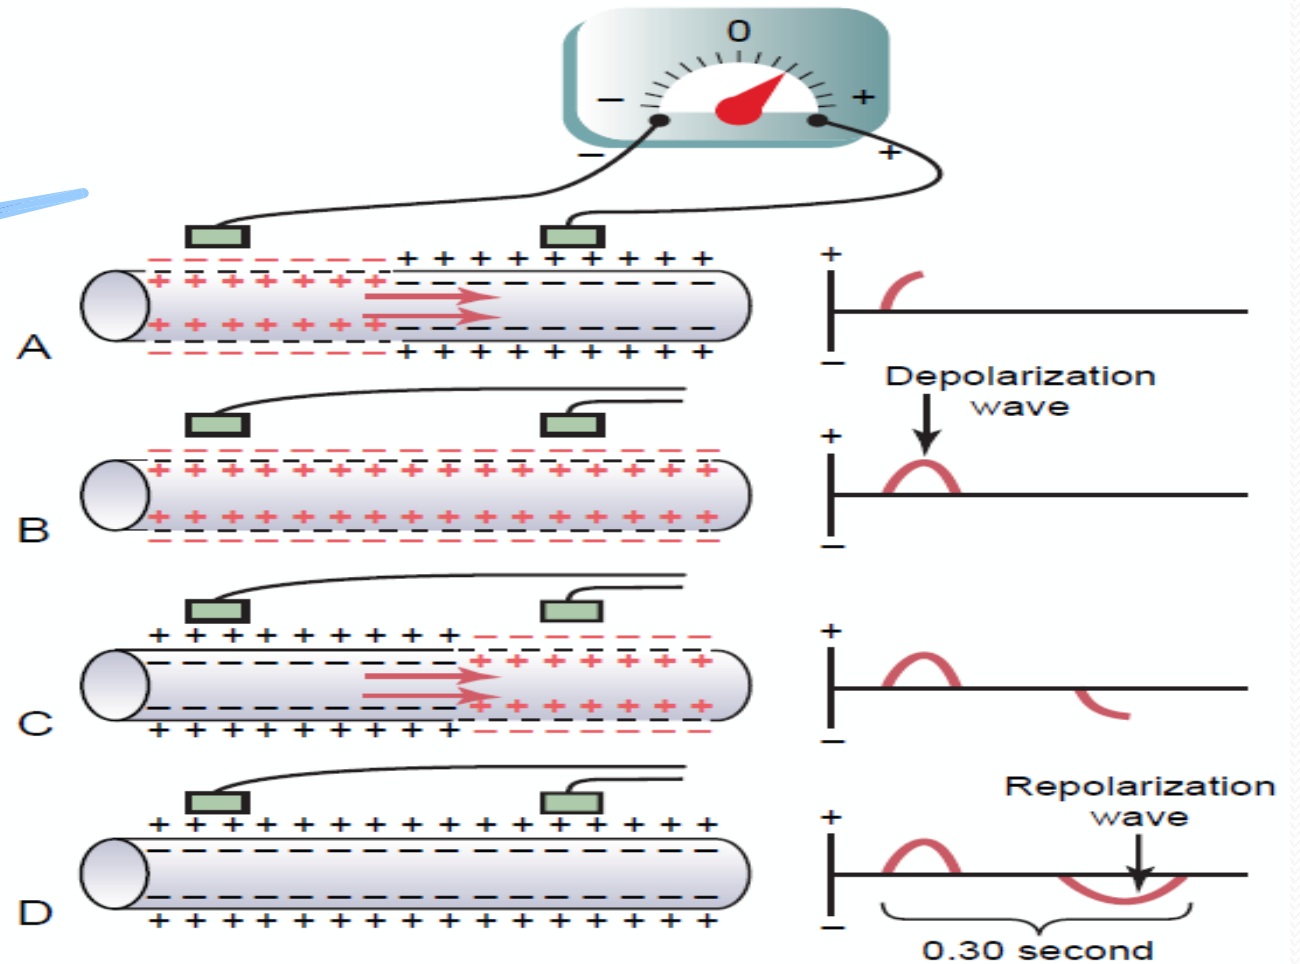 0
– +
– +
– – – – – – – + + + + + + + + +
+ + + + + + + – – – – – – – – –
+ + + + + + + – – – – – – – – –
– – – – – – – + + + + + + + + +
A
+
–
Depolarization
wave
– – – – – – – – – – – – – – – –
+ + + + + + + + + + + + + + + +
+ + + + + + + + + + + + + + + +
– – – – – – – – – – – – – – – –
B
+
–
+ + + + + + + + + – – – – – – –
– – – – – – – – – + + + + + + +
– – – – – – – – – + + + + + + +
+ + + + + + + + + – – – – – – –
C
+
–
Repolarization
wave
+ + + + + + + + + + + + + + + +
– – – – – – – – – – – – – – – –
– – – – – – – – – – – – – – – –
+ + + + + + + + + + + + + + + +
D
+
–
0.30 second